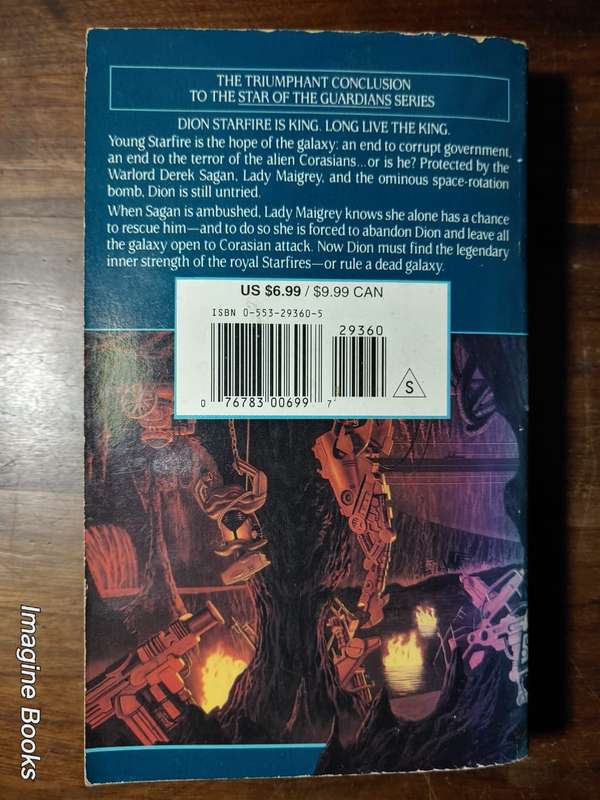 THE TRIUMPHANT CONCLUSION
TO THE STAR OF THE GUARDIANS SERIES
DION STARFIRE IS KING. LONG LIVE THE KING.
Young Starfire is the hope of the galaxy: an end to corrupt government,
an end to the terror of the alien Corasians...or is he? Protected by the
Warlord Derek Sagan, Lady Maigrey, and the ominous space-rotation
bomb, Dion is still untried.
When Sagan is ambushed, Lady Maigrey knows she alone has a chance
to rescue him—and to do so she is forced to abandon Dion and leave all
the galaxy open to Corasian attack. Now Dion must find the legendary
inner strength of the royal Starfires—or rule a dead galaxy.
US $6.99 / $9.99 CAN
ISBN 0-553-29360-5
29360
S
0 76783 00699 7
Imagine Books